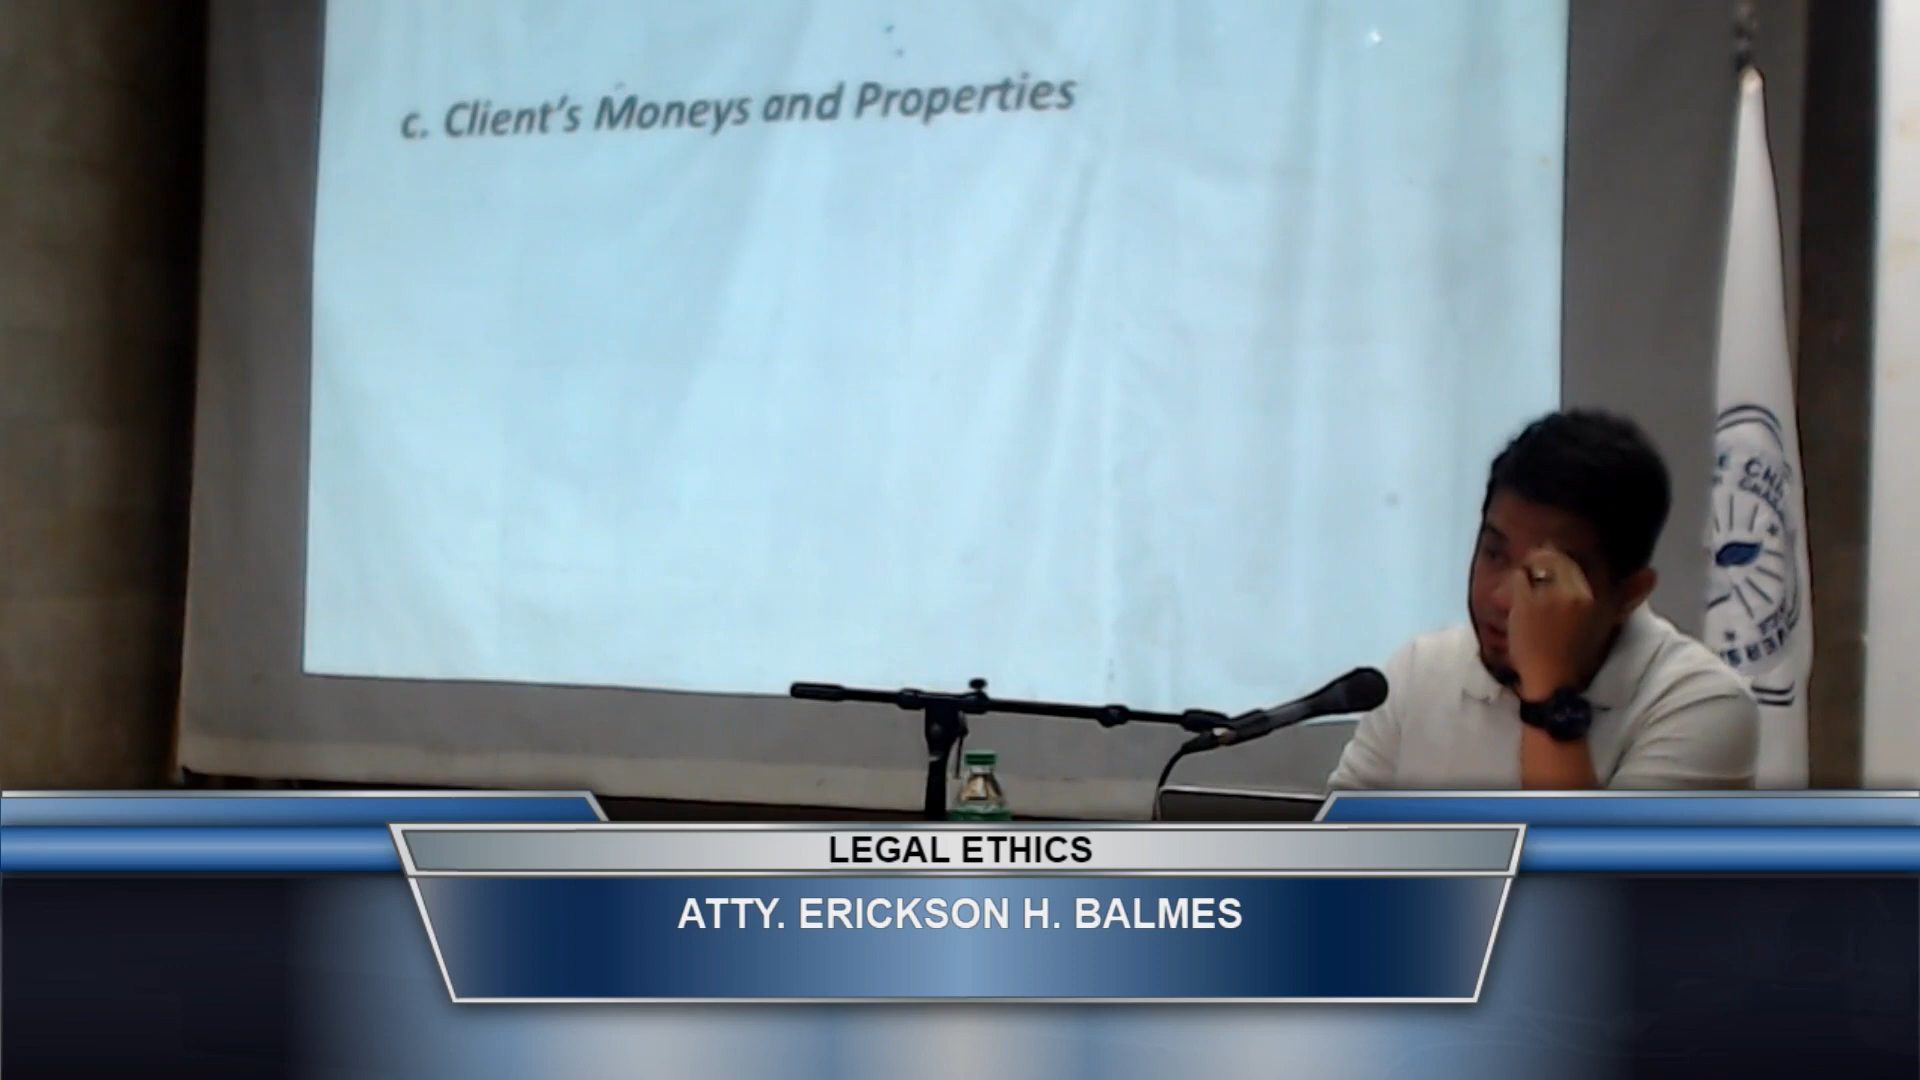 c. Client's Moneys and Properties
LEGAL ETHICS
ATTY. ERICKSON H. BALMES